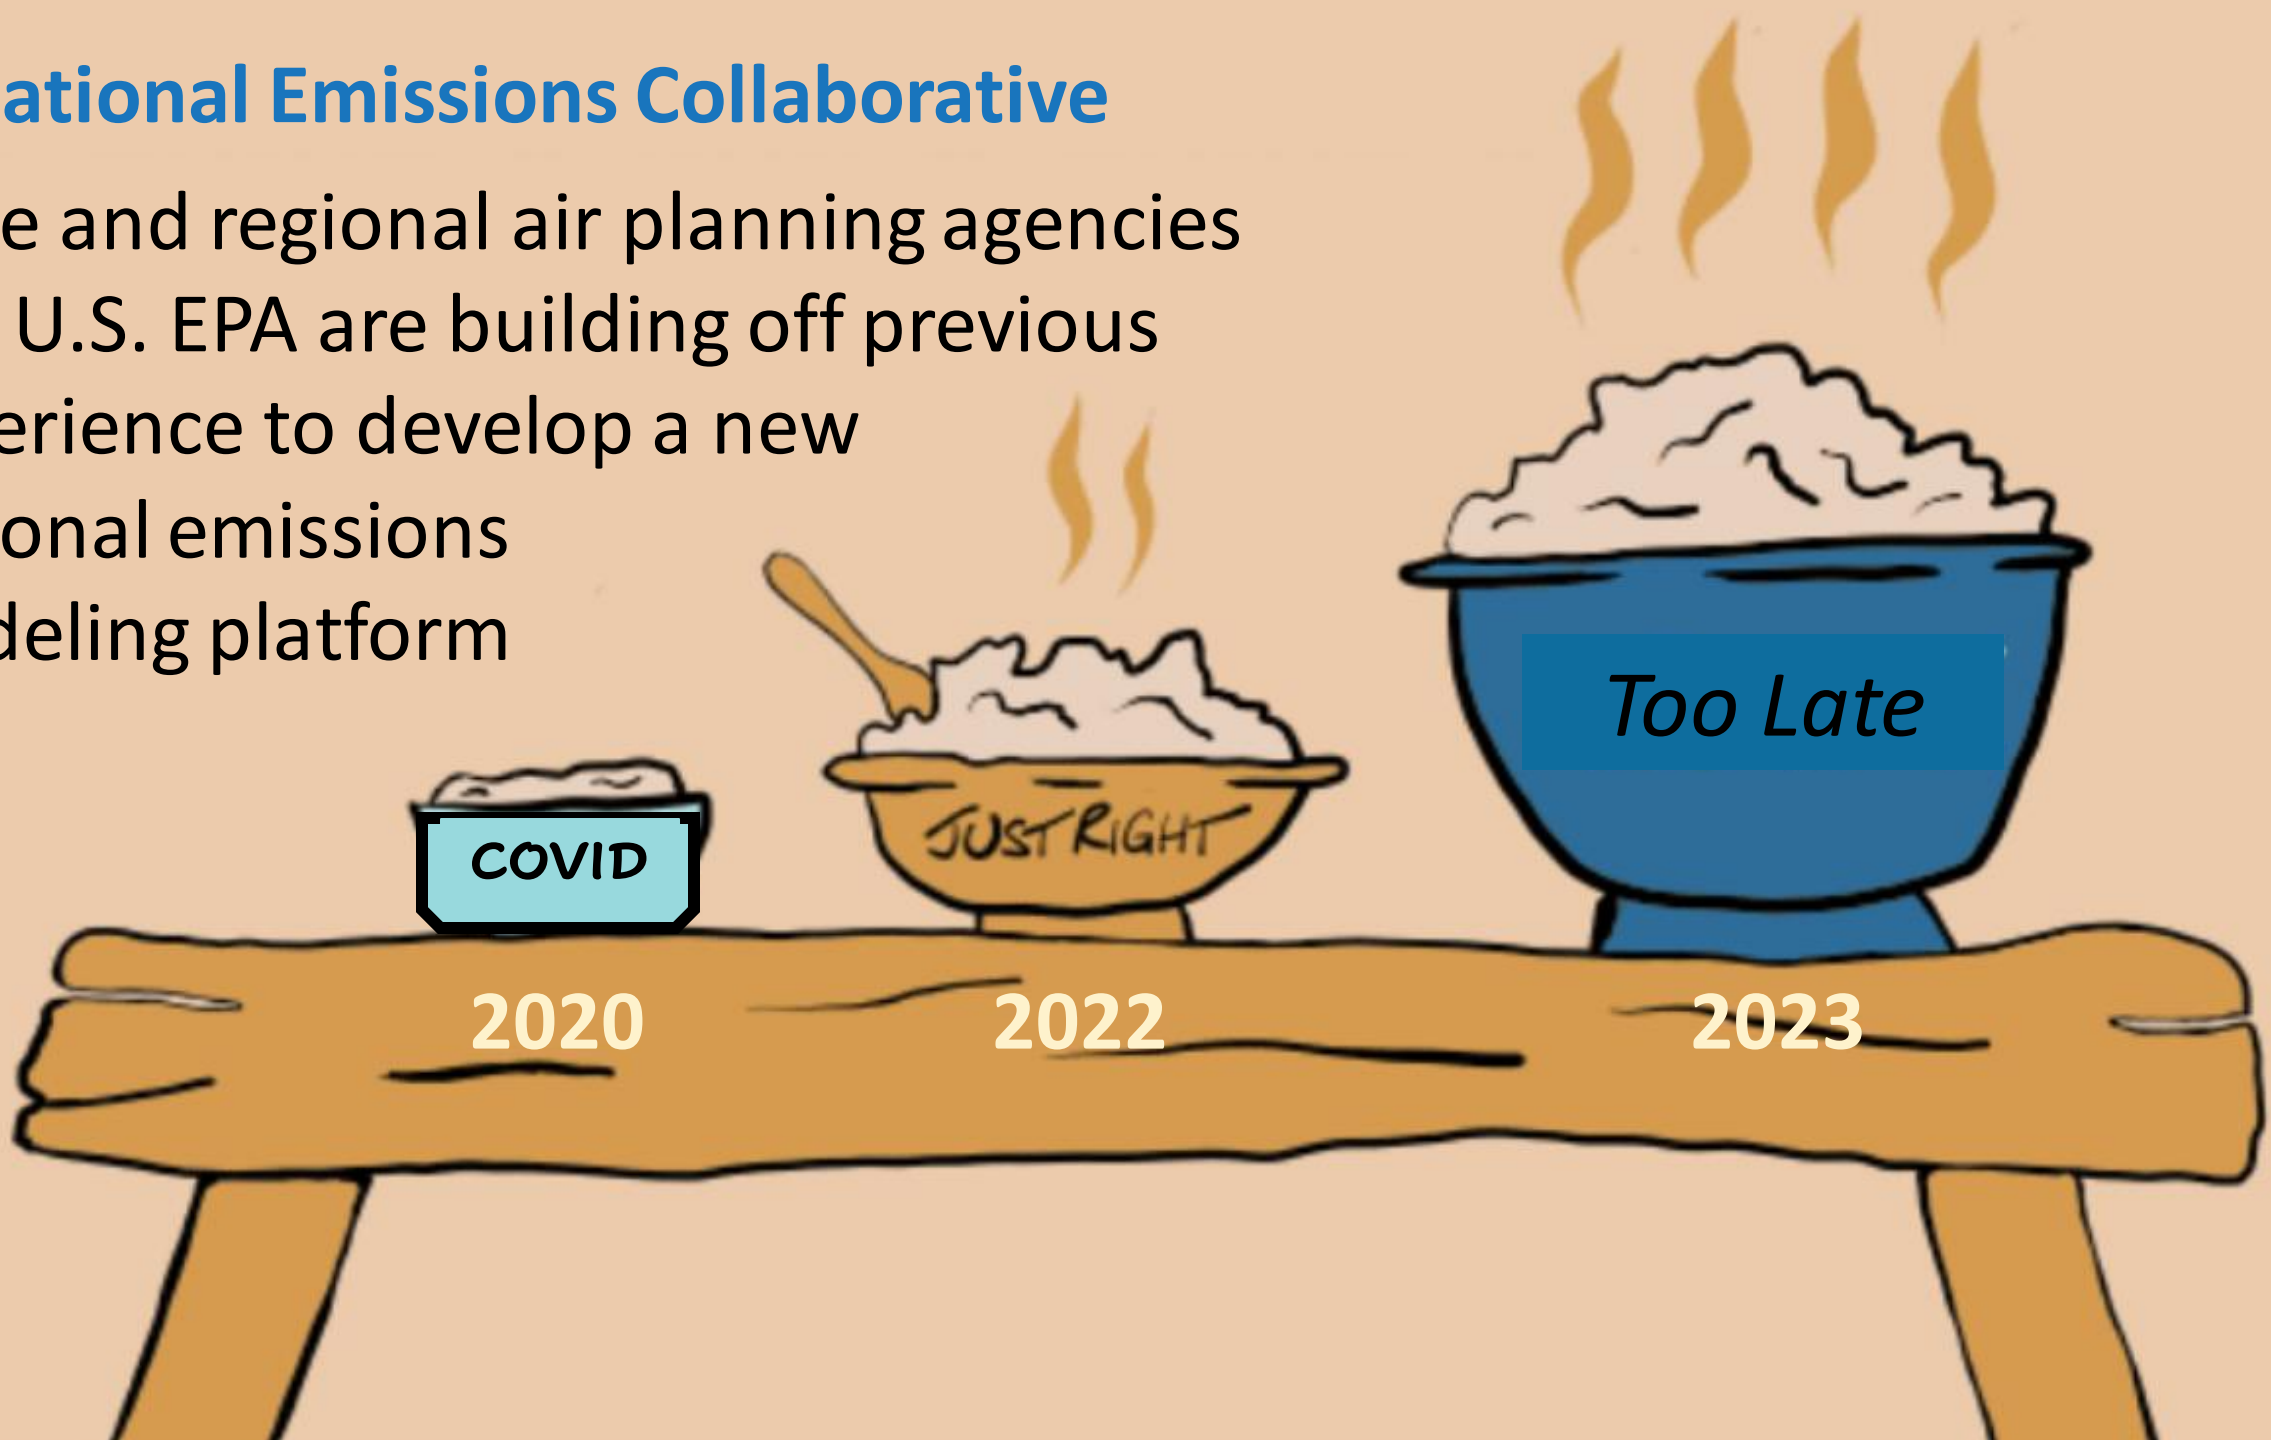 ational Emissions Collaborative
e and regional air planning agencies
U.S. EPA are building off previous
erience to develop a new
onal emissions
deling platform
Too Late
JUST RIGHT
COVID
2020 2022 2023